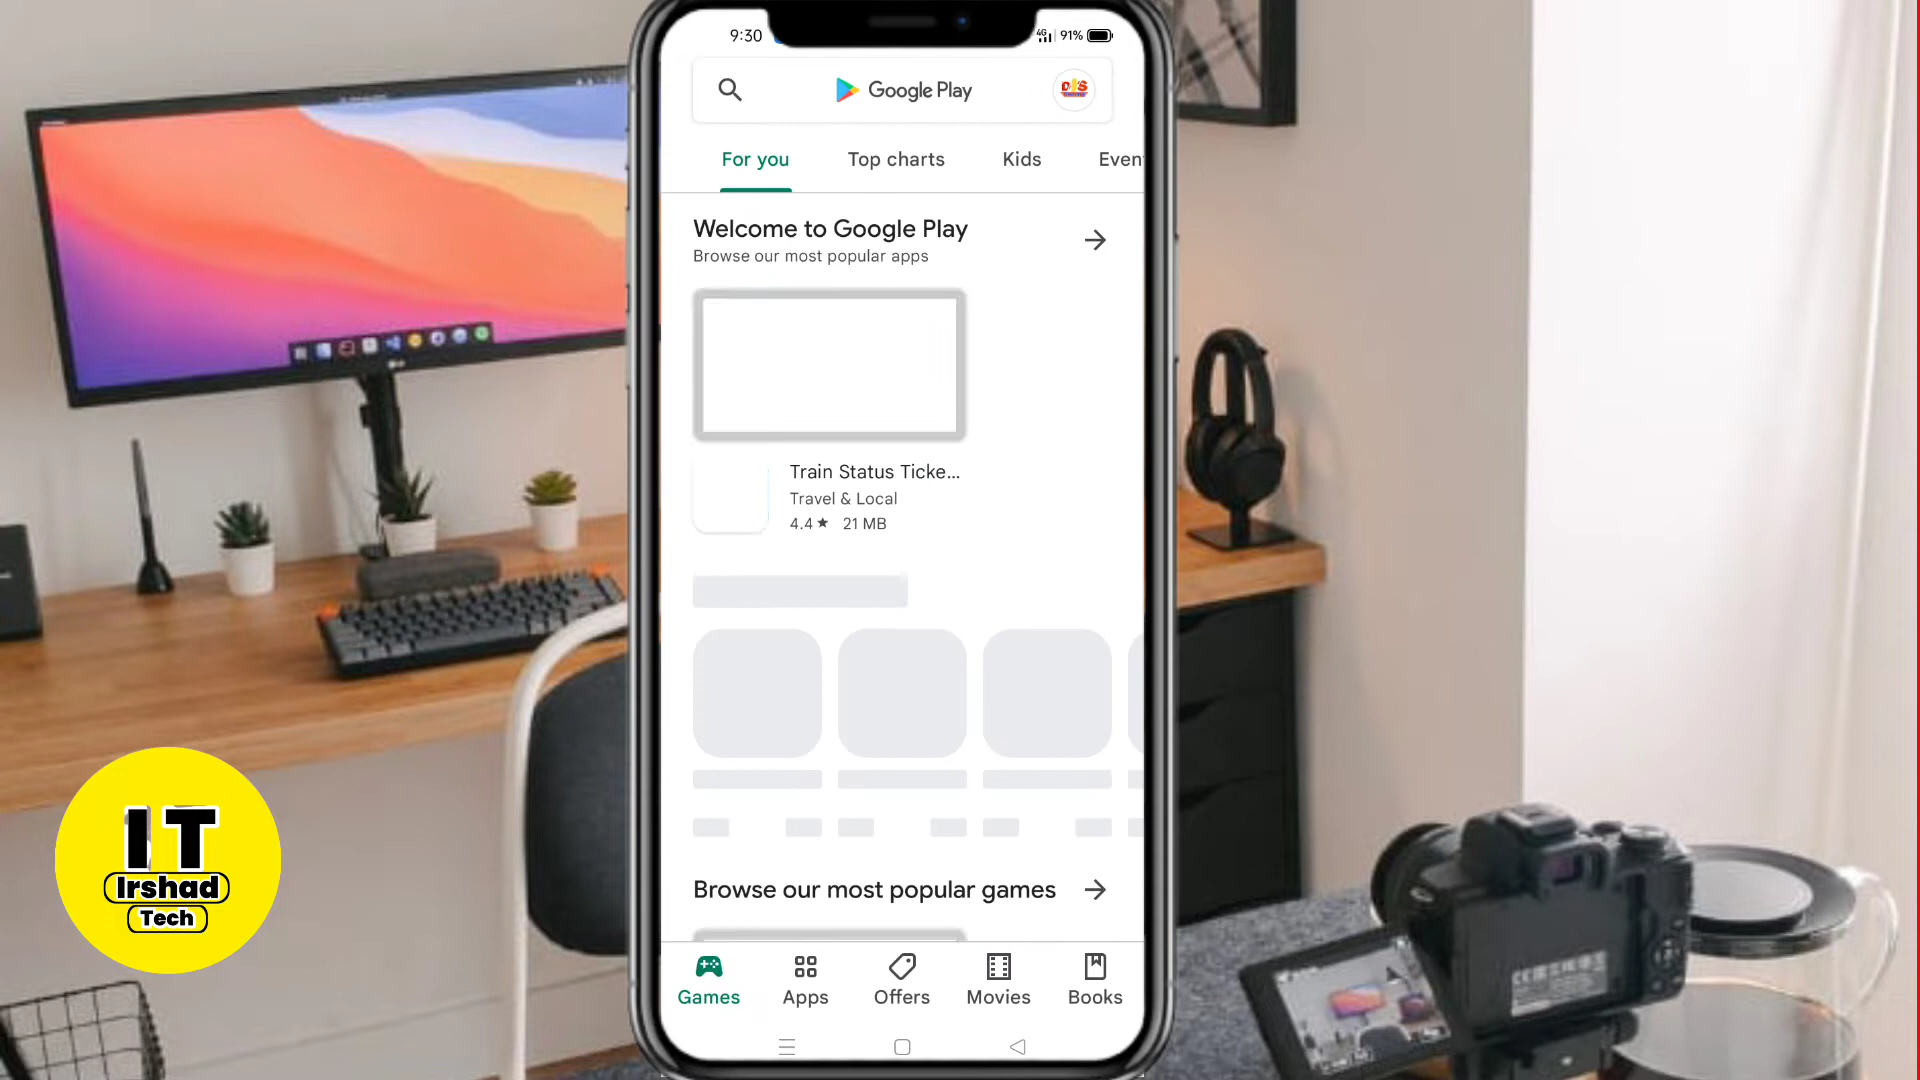 9:30
4G 91%
Google Play
D S
For you Top charts Kids Even
Welcome to Google Play
Browse our most popular apps
Train Status Ticke...
Travel & Local
4.4★ 21 MB
Browse our most popular games
Games Apps Offers Movies Books
IT
Irshad
Tech